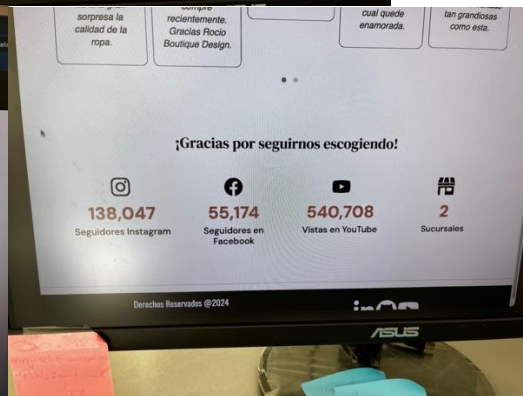 sorpresa la
calidad de la
ropa.
recientemente.
Gracias Rocio
Boutique Design.
cual quede
enamorada.
tan grandiosas
como esta.
¡Gracias por seguirnos escogiendo!
138,047
Seguidores Instagram
55,174
Seguidores en
Facebook
540,708
Vistas en YouTube
2
Sucursales
Derechos Reservados @2024
ASUS